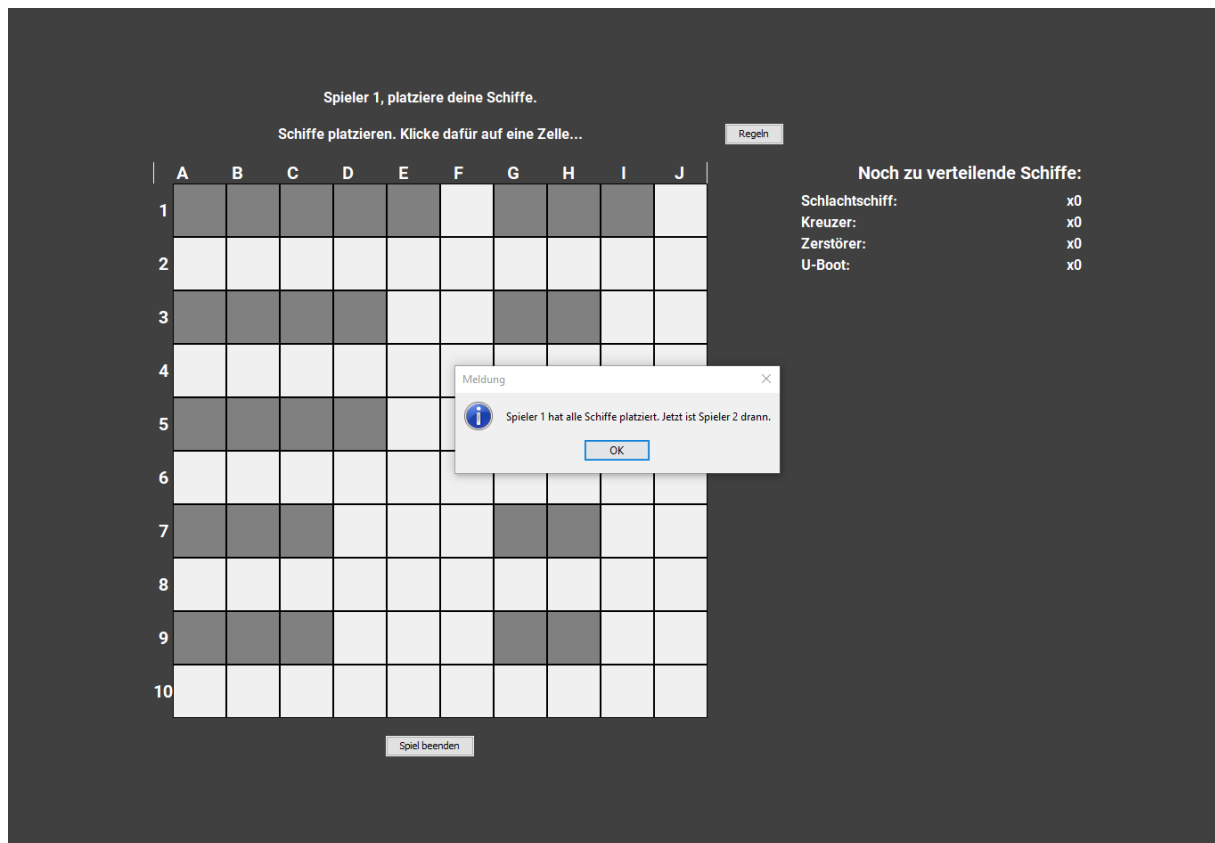 Spieler 1, platziere deine Schiffe.
Schiffe platzieren. Klicke dafür auf eine Zelle...
Regeln
A B C D E F G H I J
Noch zu verteilende Schiffe:
Schlachtschiff: x0
Kreuzer: x0
Zerstörer: x0
U-Boot: x0
1
2
3
4
5
6
7
8
9
10
Meldung
Spieler 1 hat alle Schiffe platziert. Jetzt ist Spieler 2 drann.
OK
Spiel beenden